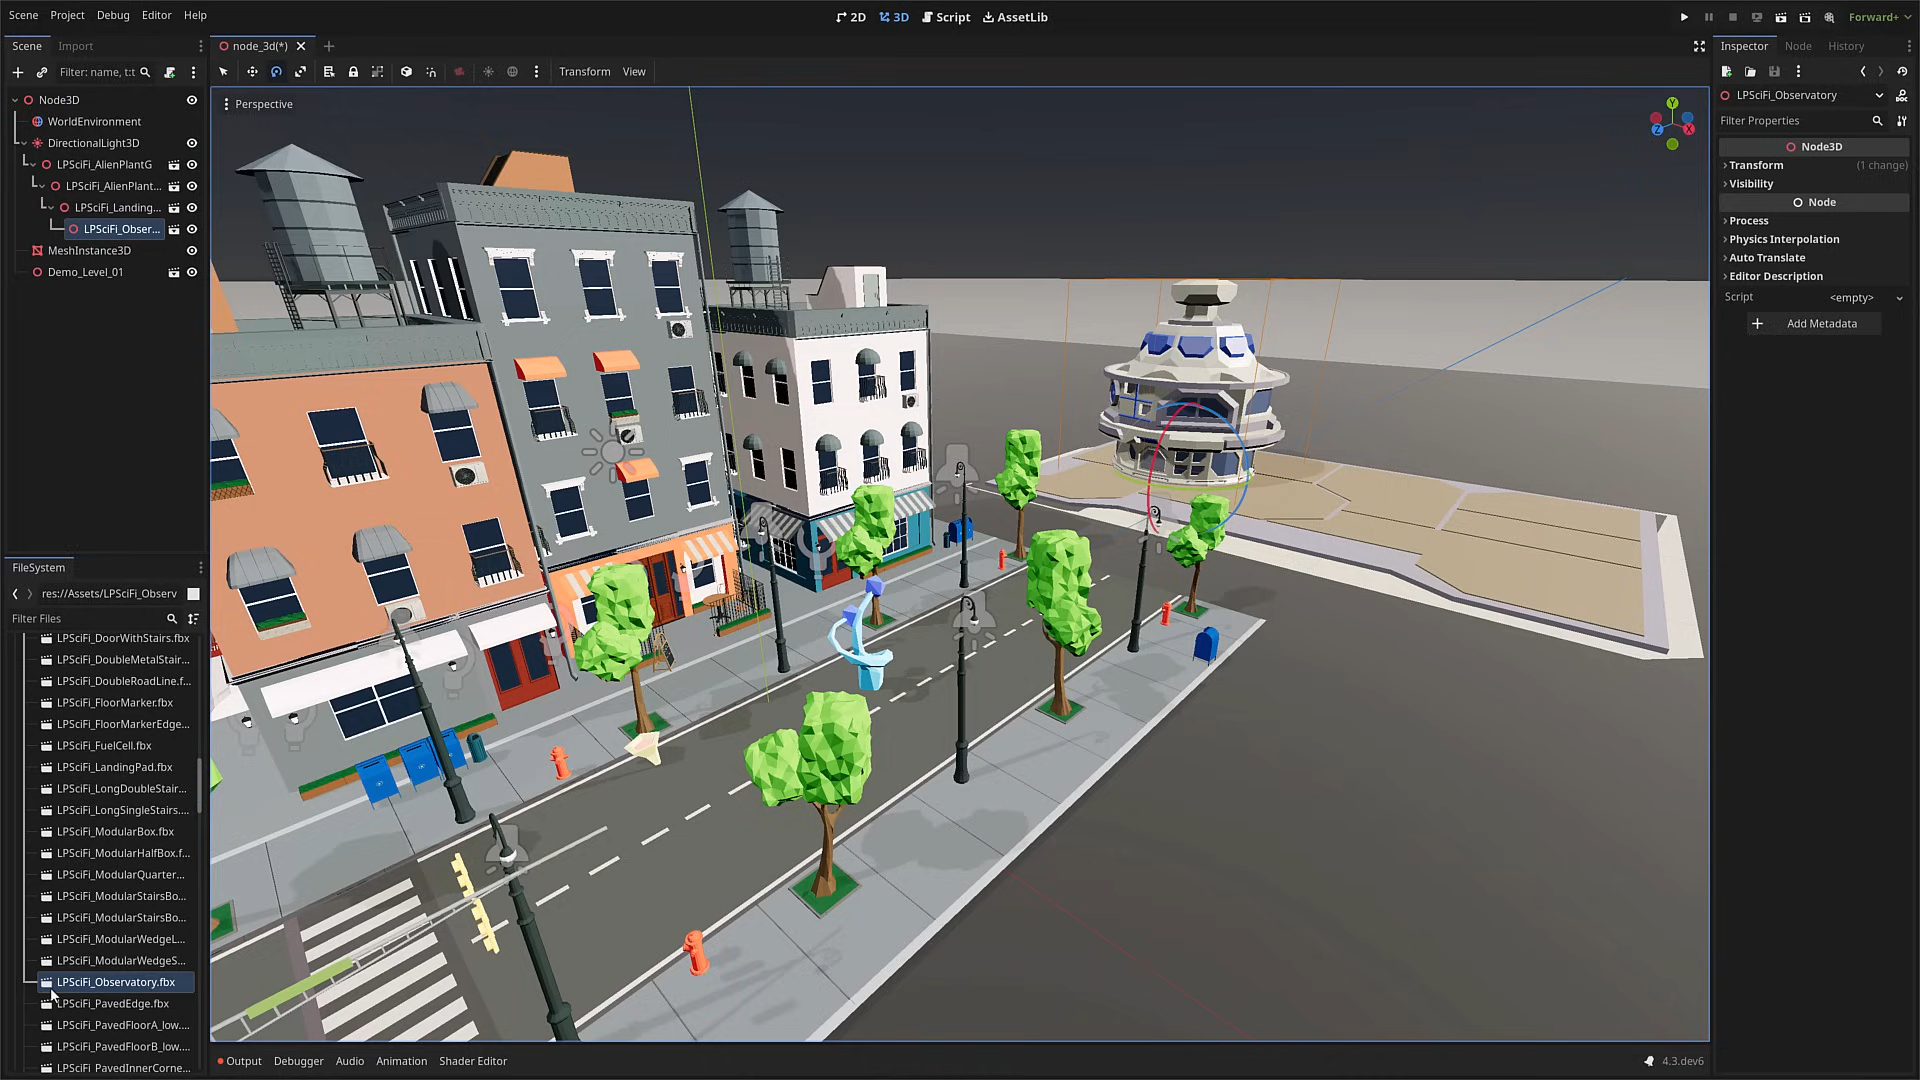 Scene Project Debug Editor Help
2D 3D Script AssetLib
Forward+
Scene Import
node_3d(*)
Inspector Node History
Filter: name, t:t
Transform View
Node3D
WorldEnvironment
DirectionalLight3D
LPSciFi_AlienPlantG
LPSciFi_AlienPlant...
LPSciFi_Landing...
LPSciFi_Obser...
MeshInstance3D
Demo_Level_01
Perspective
Y
X
Z
LPSciFi_Observatory
Filter Properties
Node3D
Transform (1 change)
Visibility
Node
Process
Physics Interpolation
Auto Translate
Editor Description
Script <empty>
Add Metadata
FileSystem
res://Assets/LPSciFi_Observ
Filter Files
LPSciFi_DoorWithStairs.fbx
LPSciFi_DoubleMetalStair...
LPSciFi_DoubleRoadLine.f...
LPSciFi_FloorMarker.fbx
LPSciFi_FloorMarkerEdge...
LPSciFi_FuelCell.fbx
LPSciFi_LandingPad.fbx
LPSciFi_LongDoubleStair...
LPSciFi_LongSingleStairs....
LPSciFi_ModularBox.fbx
LPSciFi_ModularHalfBox.f...
LPSciFi_ModularQuarter...
LPSciFi_ModularStairsBo...
LPSciFi_ModularStairsBo...
LPSciFi_ModularWedgeL...
LPSciFi_ModularWedgeS...
LPSciFi_Observatory.fbx
LPSciFi_PavedEdge.fbx
LPSciFi_PavedFloorA_low....
LPSciFi_PavedFloorB_low....
LPSciFi_PavedInnerCorne...
Output Debugger Audio Animation Shader Editor
4.3.dev6